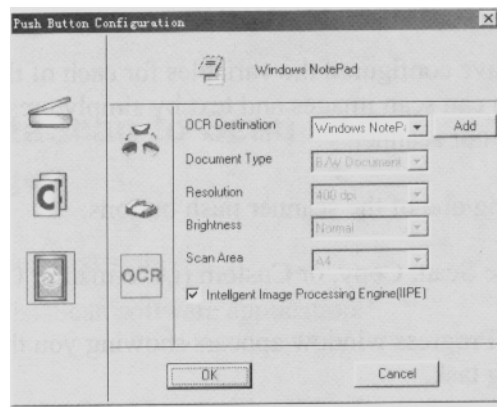 Push Button Configuration
Windows NotePad
OCR Destination Windows NoteP Add
Document Type B/W Document
Resolution 400 dpi
Brightness Normal
Scan Area A4
C
OCR
Inteligent Image Processing Engine(IIPE)
OK Cancel